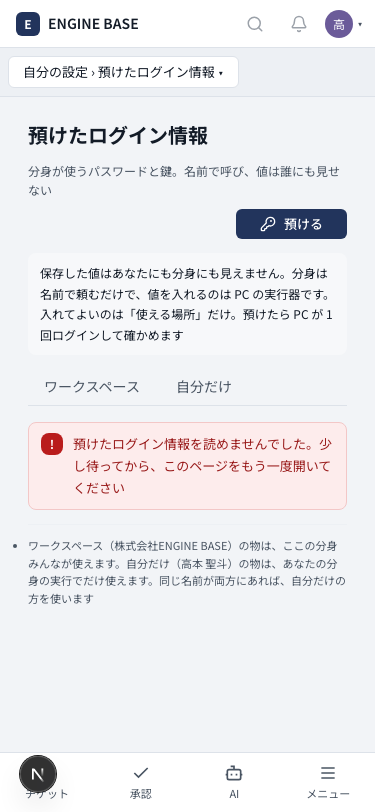 E ENGINE BASE 高
自分の設定 › 預けたログイン情報
預けたログイン情報
分身が使うパスワードと鍵。名前で呼び、値は誰にも見せ
ない
預ける
保存した値はあなたにも分身にも見えません。分身は
名前で頼むだけで、値を入れるのは PC の実行器です。
入れてよいのは「使える場所」だけ。預けたら PC が 1
回ログインして確かめます
ワークスペース 自分だけ
! 預けたログイン情報を読めませんでした。少
し待ってから、このページをもう一度開いて
ください
ワークスペース（株式会社ENGINE BASE）の物は、ここの分身
みんなが使えます。自分だけ（高本 聖斗）の物は、あなたの分
身の実行でだけ使えます。同じ名前が両方にあれば、自分だけの
方を使います
N
チケット 承認 AI メニュー